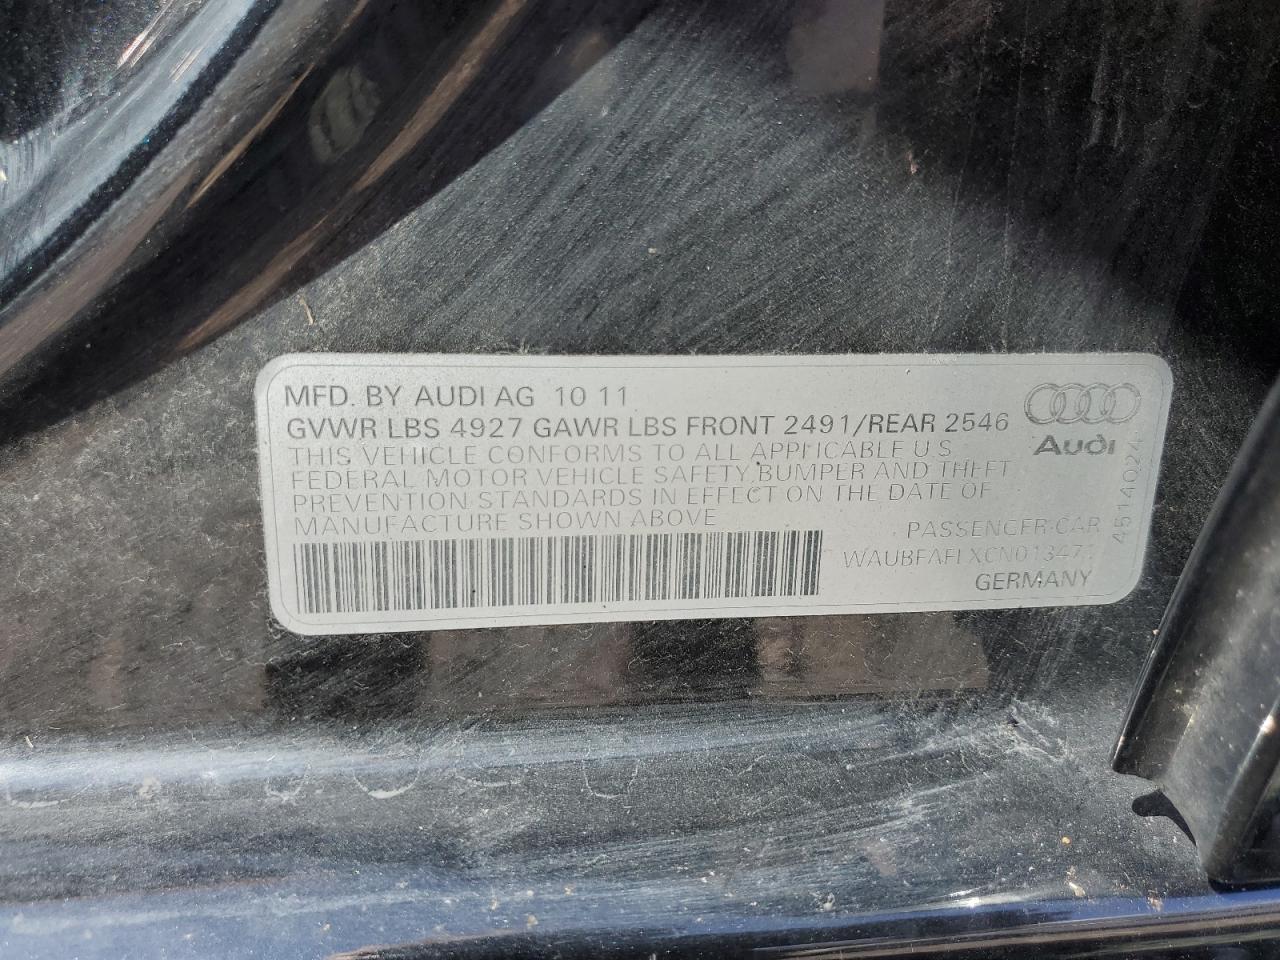 MFD. BY AUDI AG 10 11
GVWR LBS 4927 GAWR LBS FRONT 2491/REAR 2546
Audi
THIS VEHICLE CONFORMS TO ALL APPLICABLE U S
FEDERAL MOTOR VEHICLE SAFETY, BUMPER AND THEFT
PREVENTION STANDARDS IN EFFECT ON THE DATE OF
MANUFACTURE SHOWN ABOVE
PASSENGER CAR
WAUBFAFLXCN013471
GERMANY
4514024